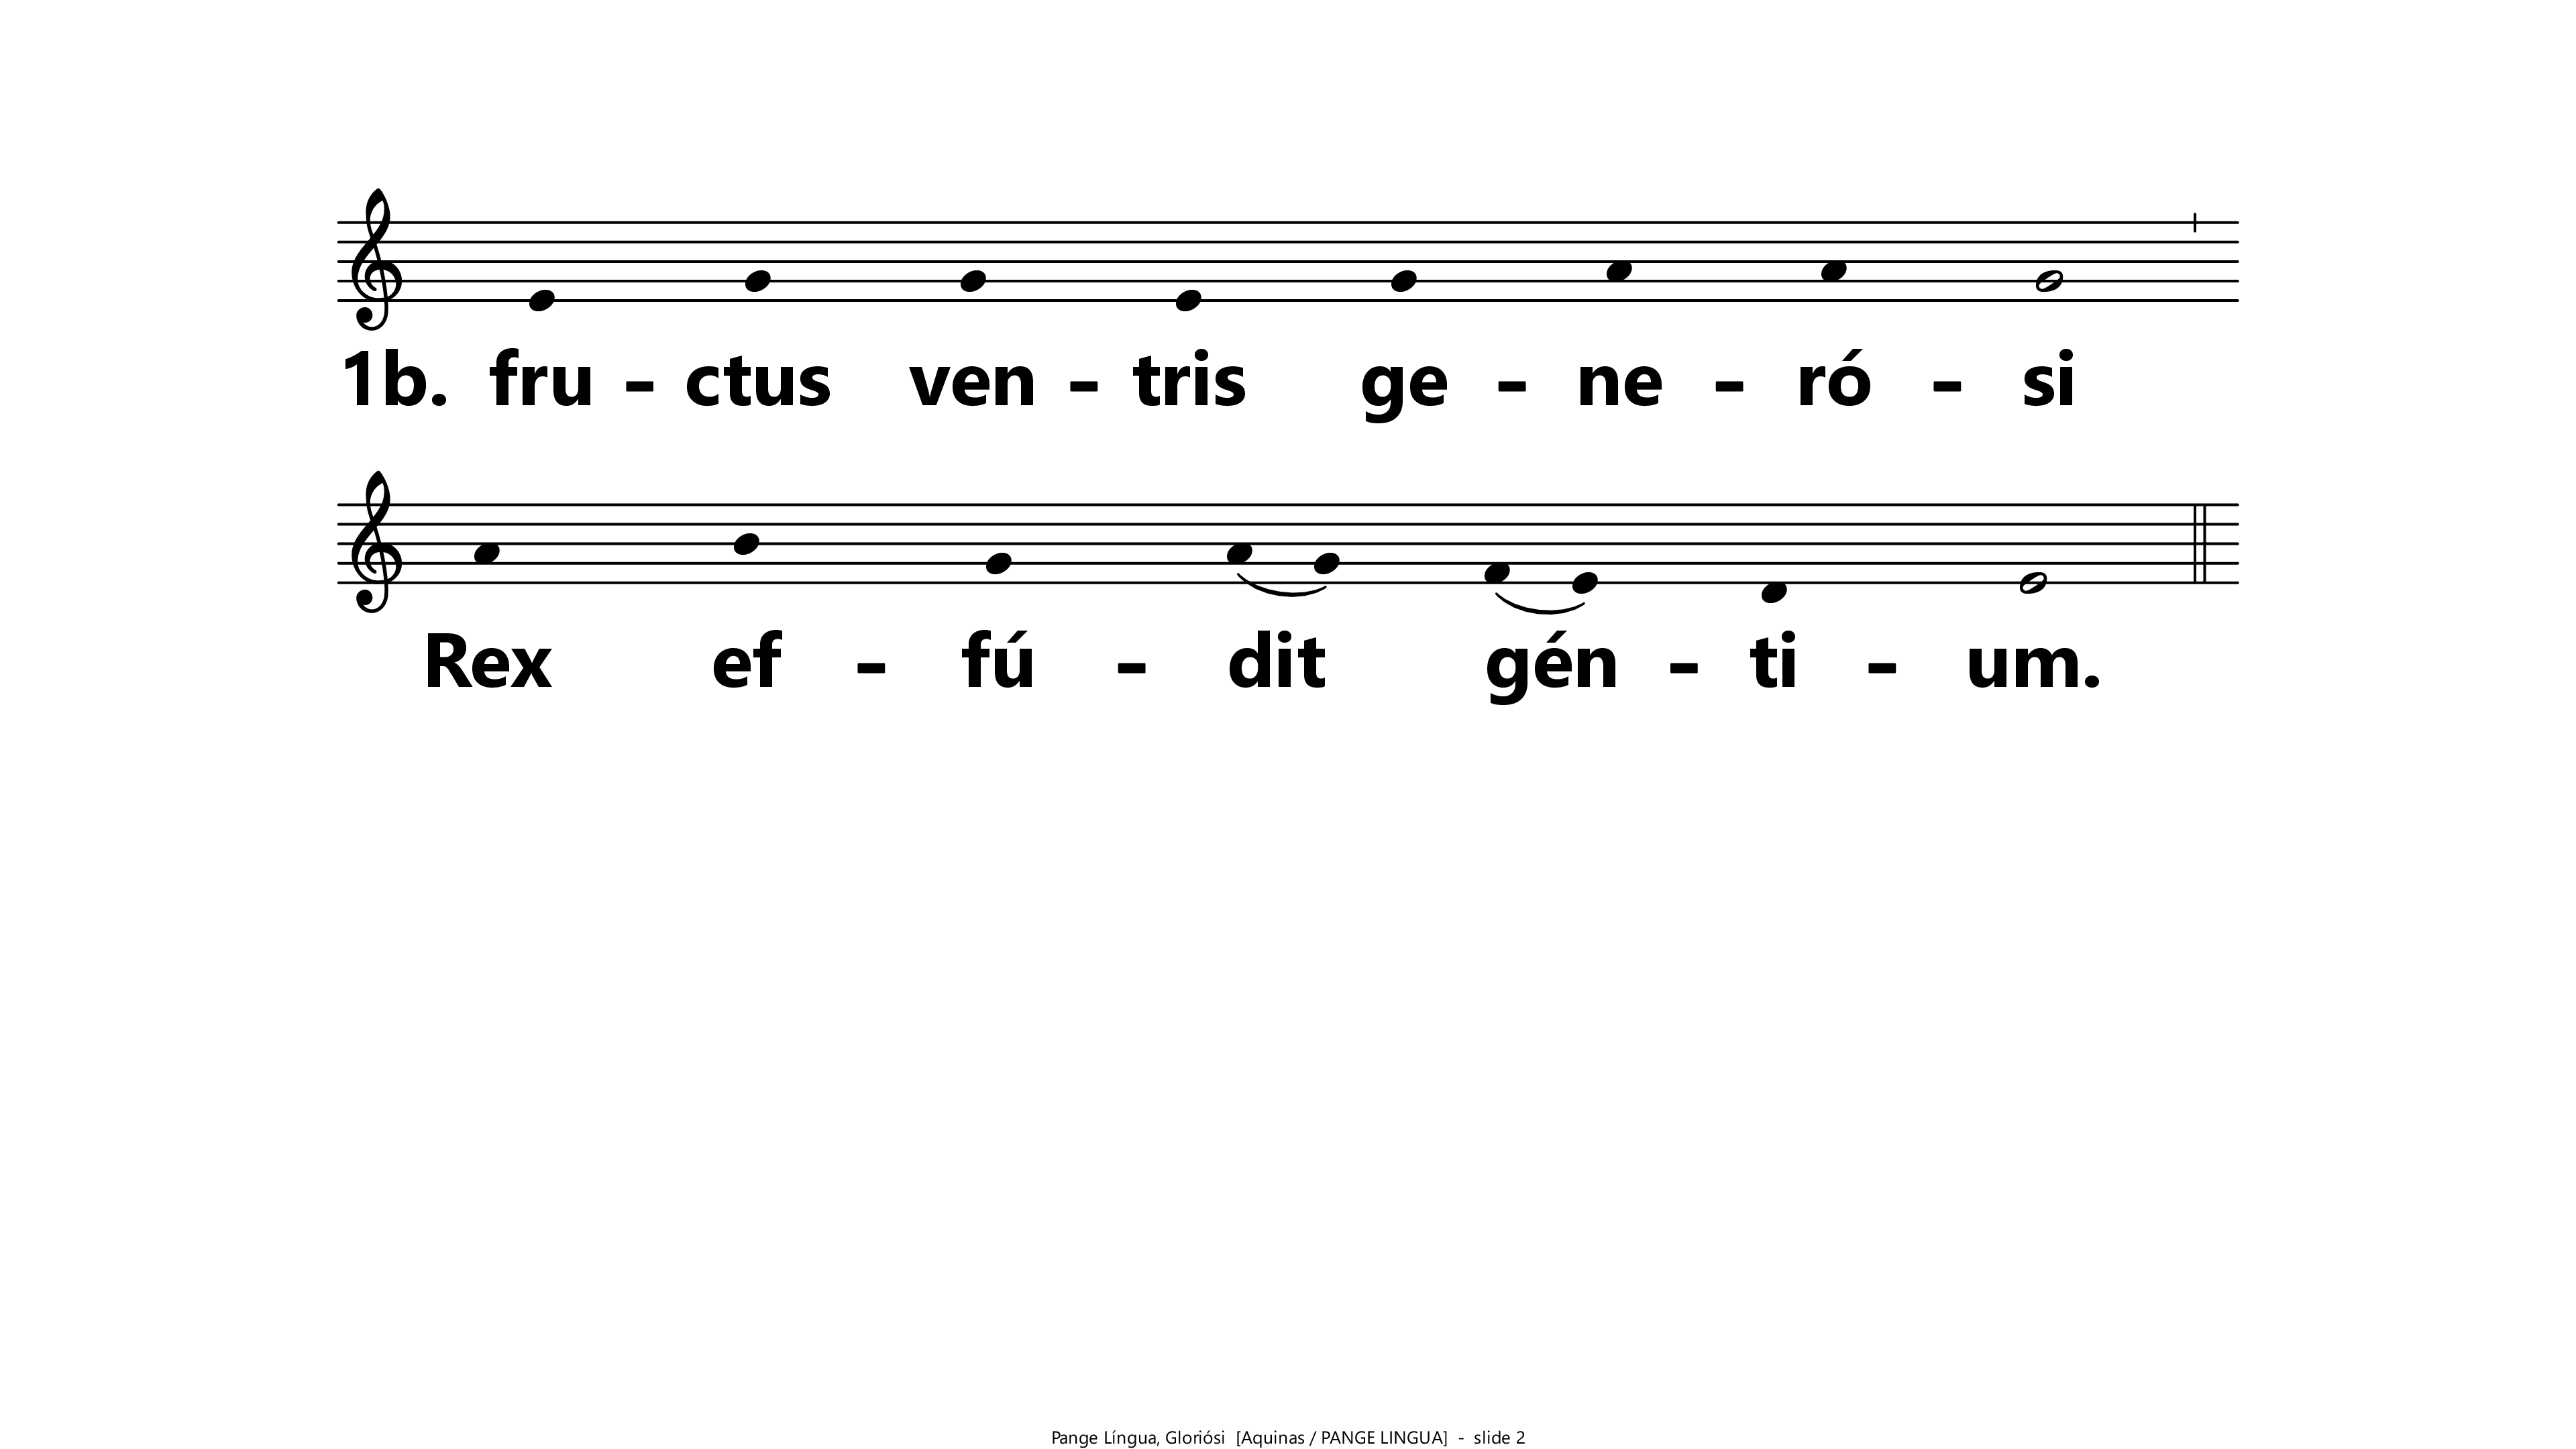 1b. fru - ctus ven - tris ge - ne - ró - si
Rex ef - fú - dit gén - ti - um.
Pange Língua, Gloriósi [Aquinas / PANGE LINGUA] - slide 2